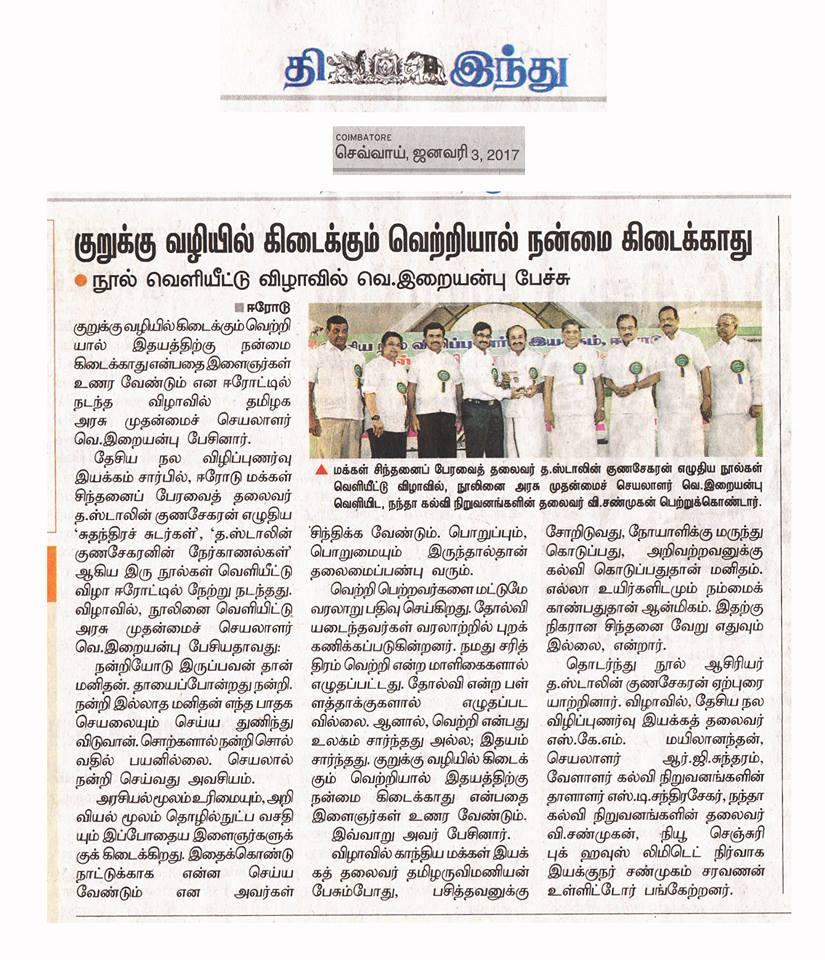 தி இந்து
COIMBATORE
செவ்வாய், ஜனவரி 3, 2017
குறுக்கு வழியில் கிடைக்கும் வெற்றியால் நன்மை கிடைக்காது
நூல் வெளியீட்டு விழாவில் வெ.இறையன்பு பேச்சு
ஈரோடு
குறுக்கு வழியில் கிடைக்கும் வெற்றி
யால் இதயத்திற்கு நன்மை
கிடைக்காது என்பதை இளைஞர்கள்
உணர வேண்டும் என ஈரோட்டில்
நடந்த விழாவில் தமிழக
அரசு முதன்மைச் செயலாளர்
வெ.இறையன்பு பேசினார்.
தேசிய நல விழிப்புணர்வு
இயக்கம் சார்பில், ஈரோடு மக்கள்
சிந்தனைப் பேரவைத் தலைவர்
த.ஸ்டாலின் குணசேகரன் எழுதிய
‘சுதந்திரச் சுடர்கள்’, ‘த.ஸ்டாலின்
குணசேகரனின் நேர்காணல்கள்’
ஆகிய இரு நூல்கள் வெளியீட்டு
விழா ஈரோட்டில் நேற்று நடந்தது.
விழாவில், நூலினை வெளியிட்டு
அரசு முதன்மைச் செயலாளர்
வெ.இறையன்பு பேசியதாவது:
நன்றியோடு இருப்பவன் தான்
மனிதன். தாயைப்போன்றது நன்றி.
நன்றி இல்லாத மனிதன் எந்த பாதக
செயலையும் செய்ய துணிந்து
விடுவான். சொற்களால் நன்றி சொல்
வதில் பயனில்லை. செயலால்
நன்றி செய்வது அவசியம்.
அரசியல் மூலம் உரிமையும், அறி
வியல் மூலம் தொழில்நுட்ப வசதி
யும் இப்போதைய இளைஞர்களுக்
குக் கிடைக்கிறது. இதைக்கொண்டு
நாட்டுக்காக என்ன செய்ய
வேண்டும் என அவர்கள்
மக்கள் சிந்தனைப் பேரவைத் தலைவர் த.ஸ்டாலின் குணசேகரன் எழுதிய நூல்கள்
வெளியீட்டு விழாவில், நூலினை அரசு முதன்மைச் செயலாளர் வெ.இறையன்பு
வெளியிட, நந்தா கல்வி நிறுவனங்களின் தலைவர் வி.சண்முகன் பெற்றுக்கொண்டார்.
சிந்திக்க வேண்டும். பொறுப்பும்,
பொறுமையும் இருந்தால்தான்
தலைமைப்பண்பு வரும்.
வெற்றி பெற்றவர்களை மட்டுமே
வரலாறு பதிவு செய்கிறது. தோல்வி
யடைந்தவர்கள் வரலாற்றில் புறக்
கணிக்கப்படுகின்றனர். நமது சரித்
திரம் வெற்றி என்ற மாளிகைகளால்
எழுதப்பட்டது. தோல்வி என்ற பள்
ளத்தாக்குகளால் எழுதப்பட
வில்லை. ஆனால், வெற்றி என்பது
உலகம் சார்ந்தது அல்ல; இதயம்
சார்ந்தது. குறுக்கு வழியில் கிடைக்
கும் வெற்றியால் இதயத்திற்கு
நன்மை கிடைக்காது என்பதை
இளைஞர்கள் உணர வேண்டும்.
இவ்வாறு அவர் பேசினார்.
விழாவில் காந்திய மக்கள் இயக்
கத் தலைவர் தமிழருவிமணியன்
பேசும்போது, பசித்தவனுக்கு
சோறிடுவது, நோயாளிக்கு மருந்து
கொடுப்பது, அறிவற்றவனுக்கு
கல்வி கொடுப்பதுதான் மனிதம்.
எல்லா உயிர்களிடமும் நம்மைக்
காண்பதுதான் ஆன்மிகம். இதற்கு
நிகரான சிந்தனை வேறு எதுவும்
இல்லை, என்றார்.
தொடர்ந்து நூல் ஆசிரியர்
த.ஸ்டாலின் குணசேகரன் ஏற்புரை
யாற்றினார். விழாவில், தேசிய நல
விழிப்புணர்வு இயக்கத் தலைவர்
எஸ்.கே.எம். மயிலானந்தன்,
செயலாளர் ஆர்.ஜி.சுந்தரம்,
வேளாளர் கல்வி நிறுவனங்களின்
தாளாளர் எஸ்.டி.சந்திரசேகர், நந்தா
கல்வி நிறுவனங்களின் தலைவர்
வி.சண்முகன், நியூ செஞ்சுரி
புக் ஹவுஸ் லிமிடெட் நிர்வாக
இயக்குநர் சண்முகம் சரவணன்
உள்ளிட்டோர் பங்கேற்றனர்.